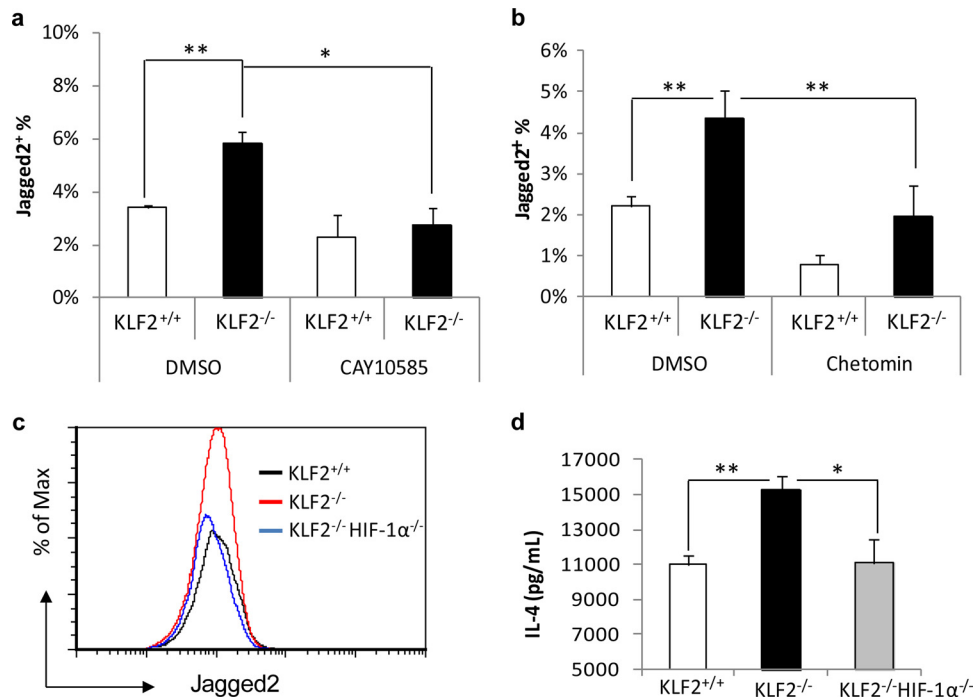 a
Jagged2⁺ %
10%
8%
6%
4%
2%
0%
**
*
KLF2⁺/⁺ KLF2⁻/⁻ KLF2⁺/⁺ KLF2⁻/⁻
DMSO CAY10585
b
Jagged2⁺ %
6%
5%
4%
3%
2%
1%
0%
**
**
KLF2⁺/⁺ KLF2⁻/⁻ KLF2⁺/⁺ KLF2⁻/⁻
DMSO Chetomin
c
% of Max
KLF2⁺/⁺
KLF2⁻/⁻
KLF2⁻/⁻HIF-1α⁻/⁻
Jagged2
d
IL-4 (pg/mL)
17000
15000
13000
11000
9000
7000
5000
**
*
KLF2⁺/⁺ KLF2⁻/⁻ KLF2⁻/⁻HIF-1α⁻/⁻